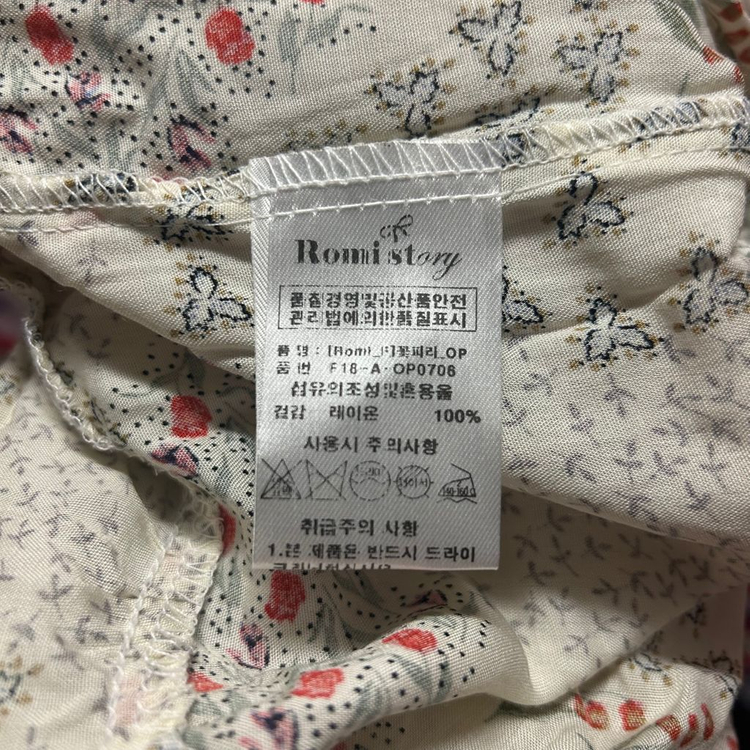 Romi story
품질경영및공산품안전
관리법에의한품질표시
품 명 : [Romi_F]꽃피리_OP
품 번 F18-A-OP0706
섬유의조성및혼용율
겉감 레이온 100%
사용시 주의사항
취급주의 사항
1.본 제품은 반드시 드라이